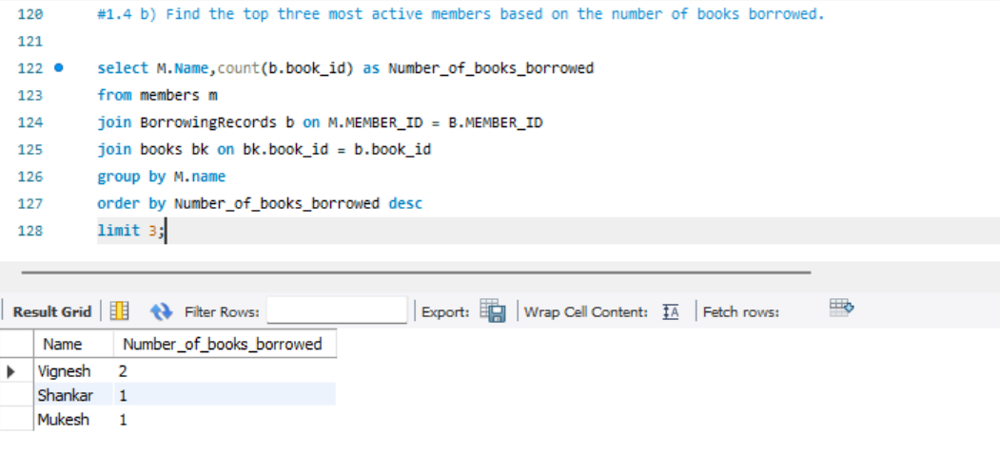 120 #1.4 b) Find the top three most active members based on the number of books borrowed.
121
122 select M.Name,count(b.book_id) as Number_of_books_borrowed
123 from members m
124 join BorrowingRecords b on M.MEMBER_ID = B.MEMBER_ID
125 join books bk on bk.book_id = b.book_id
126 group by M.name
127 order by Number_of_books_borrowed desc
128 limit 3;
Result Grid Filter Rows: Export: Wrap Cell Content: Fetch rows:
Name Number_of_books_borrowed
Vignesh 2
Shankar 1
Mukesh 1